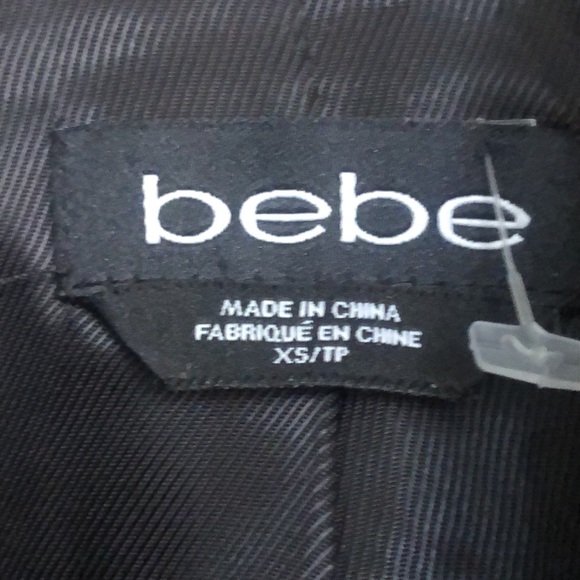 bebe
MADE IN CHINA
FABRIQUÉ EN CHINE
XS/TP